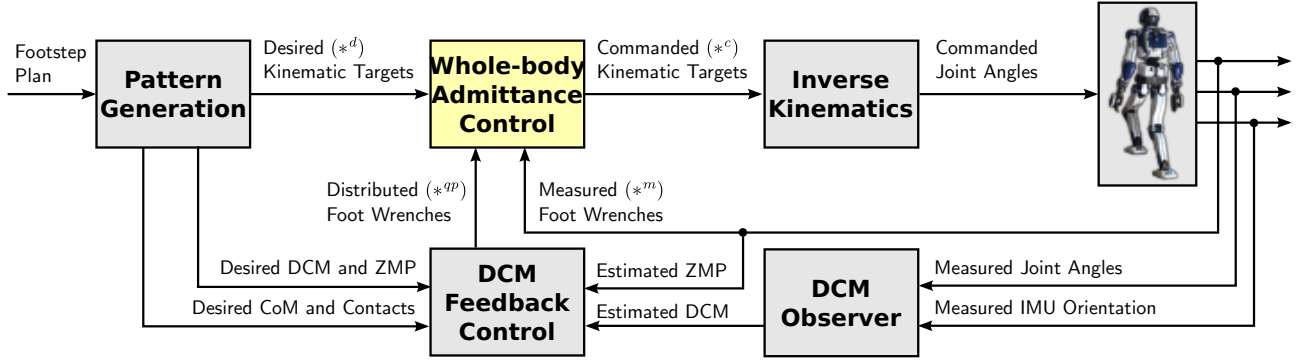 Footstep
Plan
Pattern
Generation
Desired (*^d)
Kinematic Targets
Whole-body
Admittance
Control
Commanded (*^c)
Kinematic Targets
Inverse
Kinematics
Commanded
Joint Angles
Distributed (*^qp)
Foot Wrenches
Measured (*^m)
Foot Wrenches
Desired DCM and ZMP
Desired CoM and Contacts
DCM
Feedback
Control
Estimated ZMP
Estimated DCM
DCM
Observer
Measured Joint Angles
Measured IMU Orientation